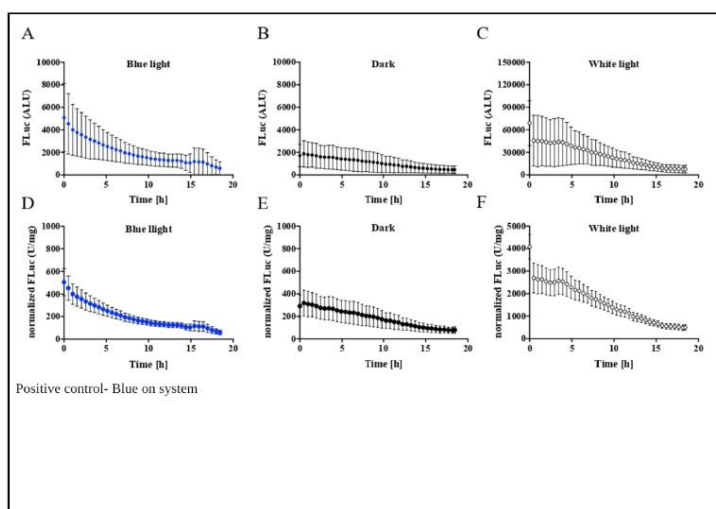 A
B
C
Blue light
Dark
White light
FLuc (ALU)
10000
8000
6000
4000
2000
0
0 5 10 15 20
Time [h]
FLuc (ALU)
10000
8000
6000
4000
2000
0
0 5 10 15 20
Time [h]
FLuc (ALU)
150000
120000
90000
60000
30000
0
0 5 10 15 20
Time [h]
D
E
F
Blue llight
Dark
White light
normalized FLuc (U/mg)
1000
800
600
400
200
0
0 5 10 15 20
Time [h]
normalized FLuc (U/mg)
1000
800
600
400
200
0
0 5 10 15 20
Time [h]
normalized FLuc (U/mg)
5000
4000
3000
2000
1000
0
0 5 10 15 20
Time [h]
Positive control- Blue on system